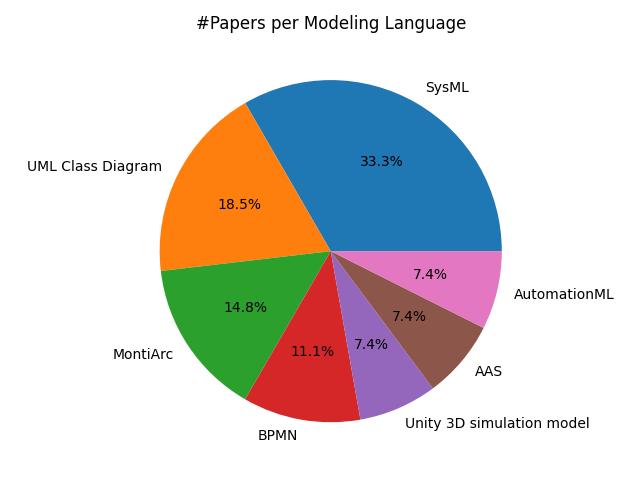 #Papers per Modeling Language
SysML
33.3%
UML Class Diagram
18.5%
MontiArc
14.8%
BPMN
11.1%
Unity 3D simulation model
7.4%
AAS
7.4%
AutomationML
7.4%